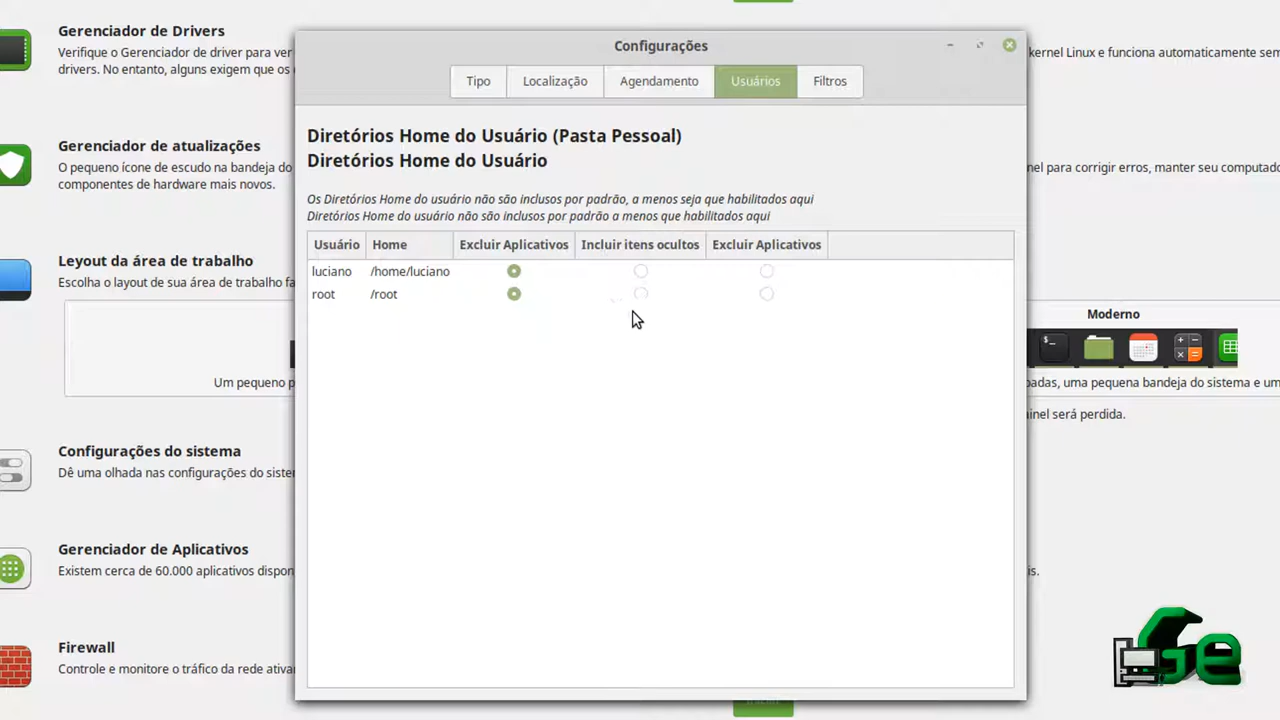 Gerenciador de Drivers
Verifique o Gerenciador de driver para ver
drivers. No entanto, alguns exigem que os
kernel Linux e funciona automaticamente sem
Gerenciador de atualizações
O pequeno ícone de escudo na bandeja do
componentes de hardware mais novos.
nel para corrigir erros, manter seu computado
Layout da área de trabalho
Escolha o layout de sua área de trabalho fa
Um pequeno p
Moderno
padas, uma pequena bandeja do sistema e um
ainel será perdida.
Configurações do sistema
Dê uma olhada nas configurações do siste
Gerenciador de Aplicativos
Existem cerca de 60.000 aplicativos dispon
is.
Firewall
Controle e monitore o tráfico da rede ativa
Configurações
Tipo
Localização
Agendamento
Usuários
Filtros
Diretórios Home do Usuário (Pasta Pessoal)
Diretórios Home do Usuário
Os Diretórios Home do usuário não são inclusos por padrão, a menos seja que habilitados aqui
Diretórios Home do usuário não são inclusos por padrão a menos que habilitados aqui
Usuário Home Excluir Aplicativos Incluir itens ocultos Excluir Aplicativos
luciano /home/luciano
root /root
Ge